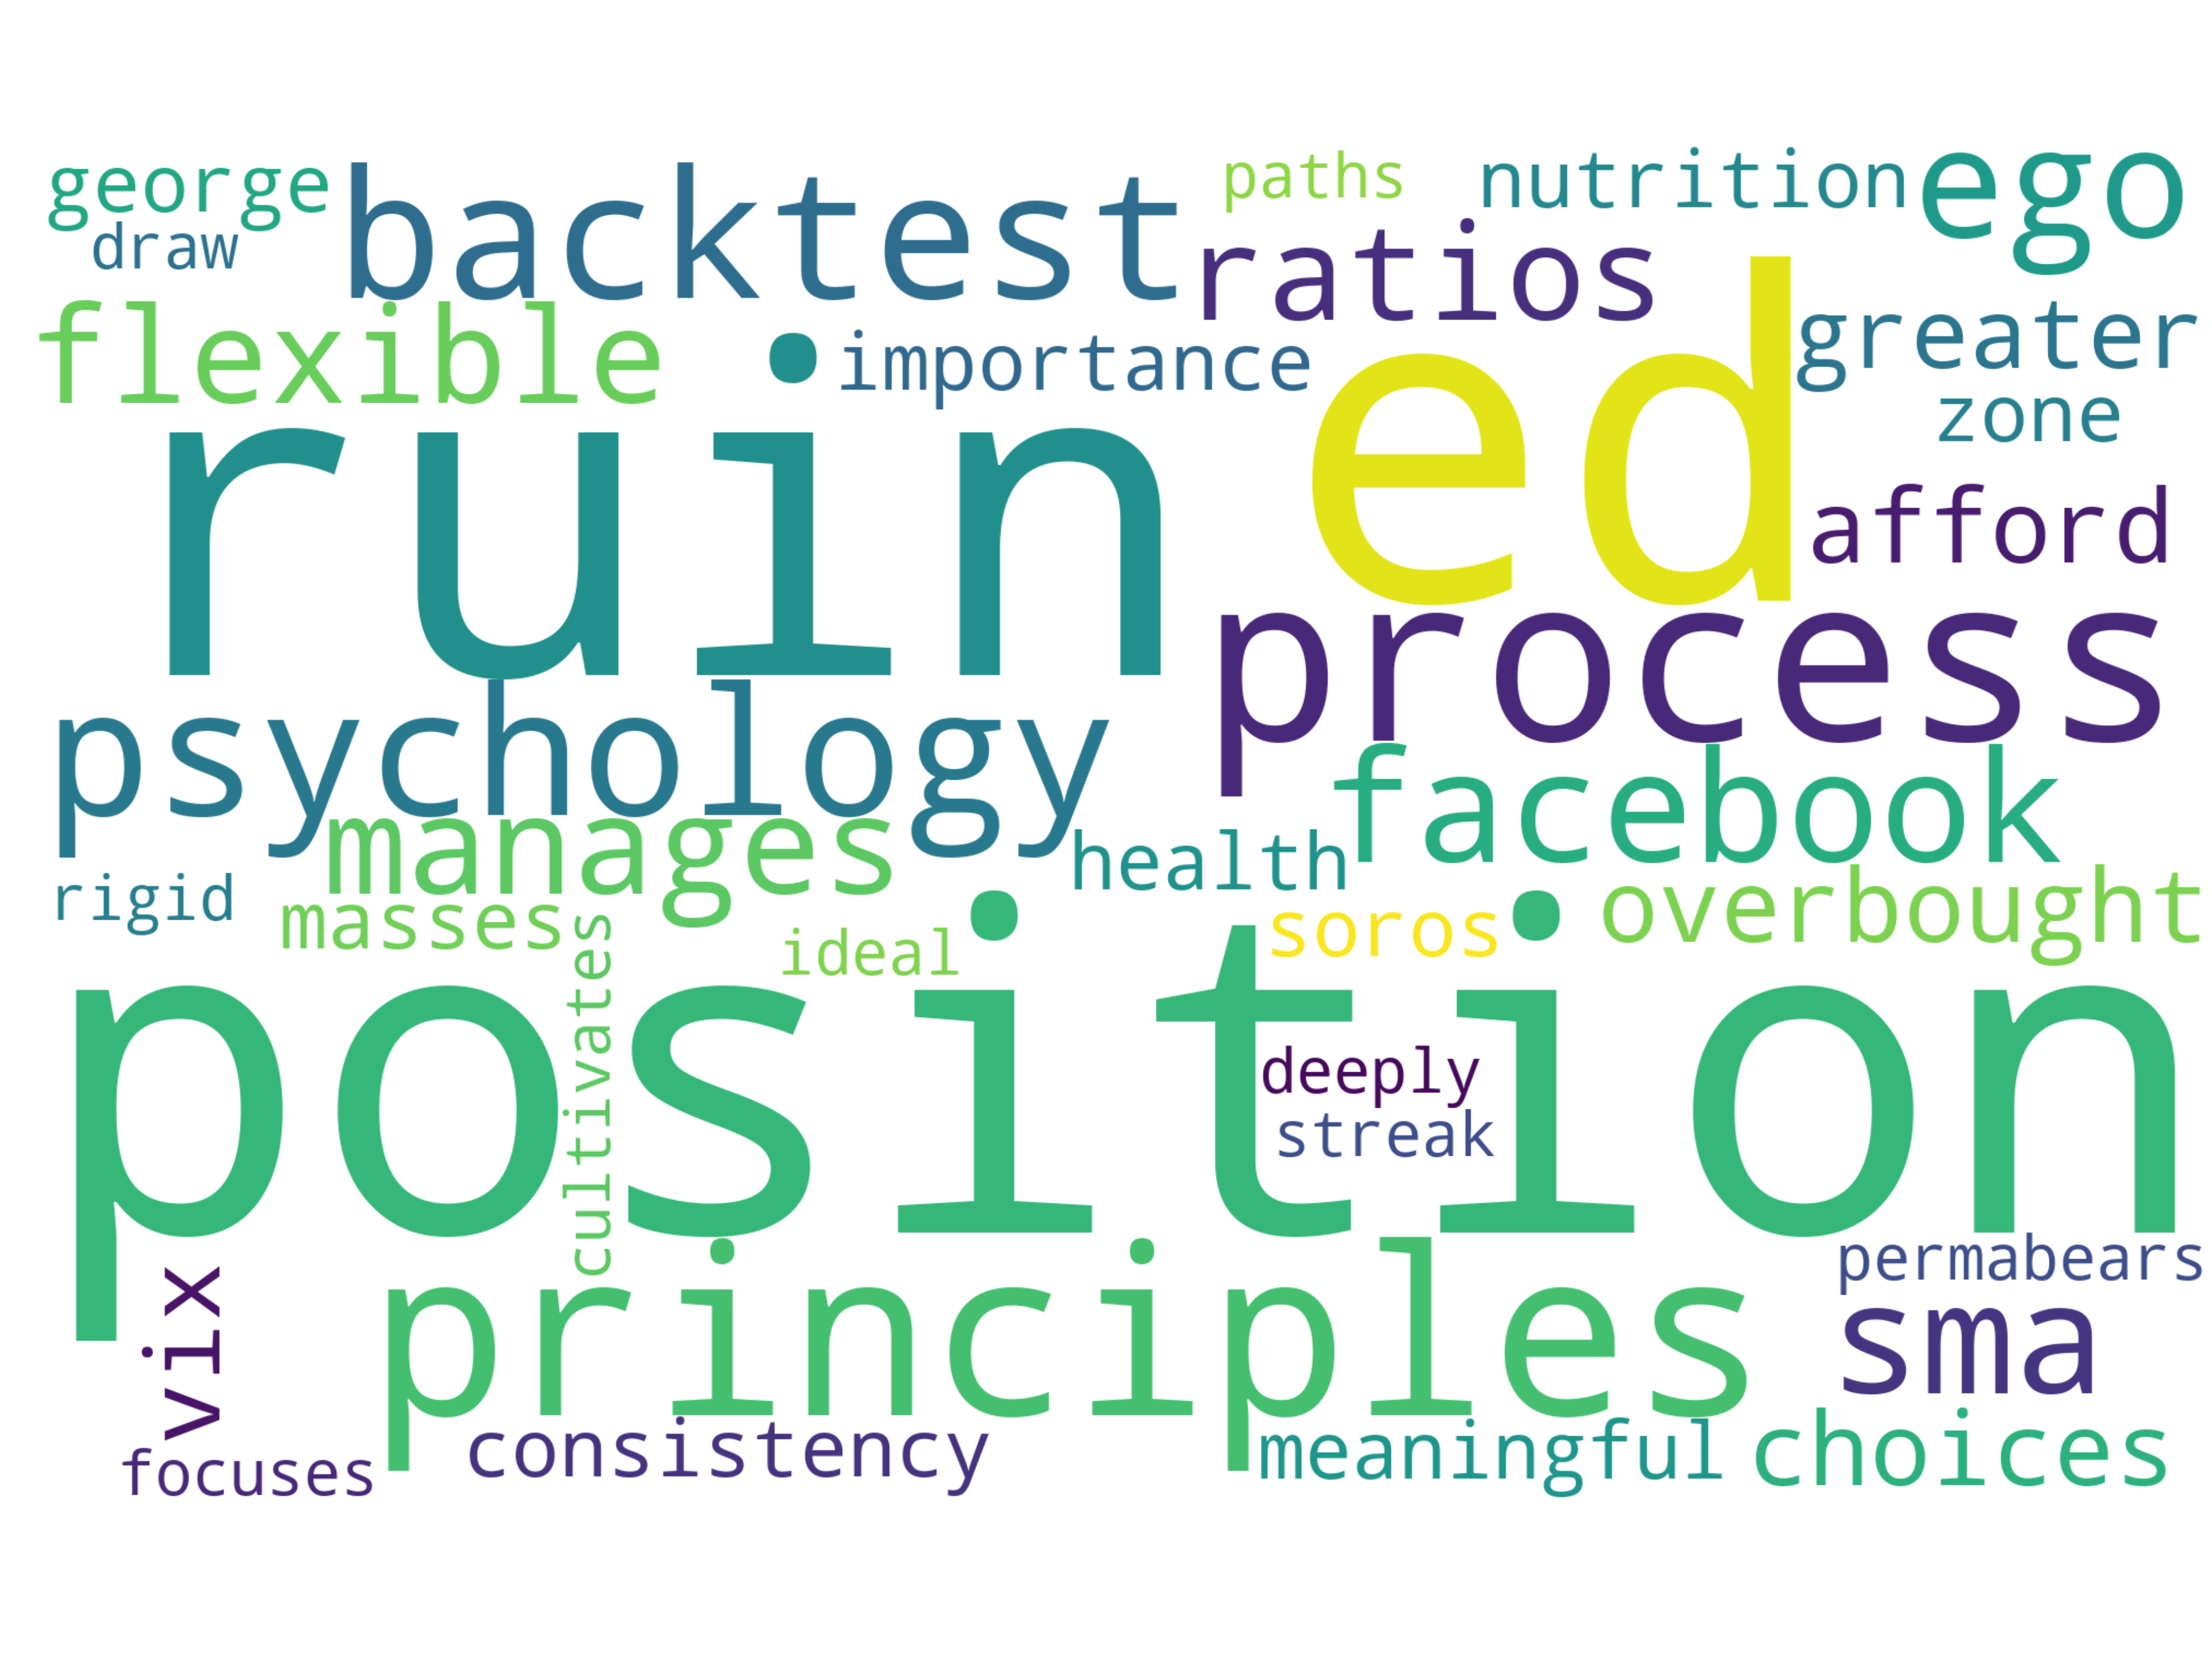 george
backtest
paths
nutrition
ego
draw
ratios
flexible
importance
greater
zone
ruin
ed
afford
process
psychology
facebook
manages
health
rigid
masses
soros
overbought
ideal
cultivates
position
deeply
streak
permabears
principles
vix
sma
focuses
consistency
meaningful
choices